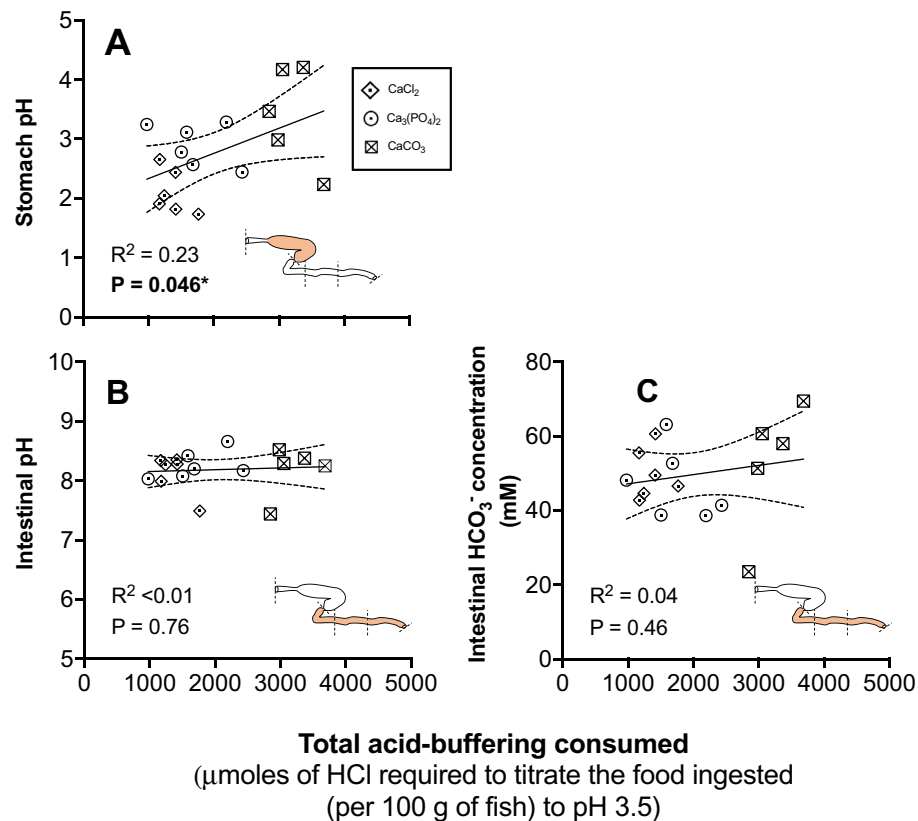 A
Stomach pH
5
4
3
2
1
0
CaCl₂
Ca₃(PO₄)₂
CaCO₃
R² = 0.23
P = 0.046*
B
Intestinal pH
10
9
8
7
6
5
R² <0.01
P = 0.76
0 1000 2000 3000 4000 5000
C
Intestinal HCO₃⁻ concentration
(mM)
80
60
40
20
0
R² = 0.04
P = 0.46
0 1000 2000 3000 4000 5000
Total acid-buffering consumed
(μmoles of HCl required to titrate the food ingested
(per 100 g of fish) to pH 3.5)